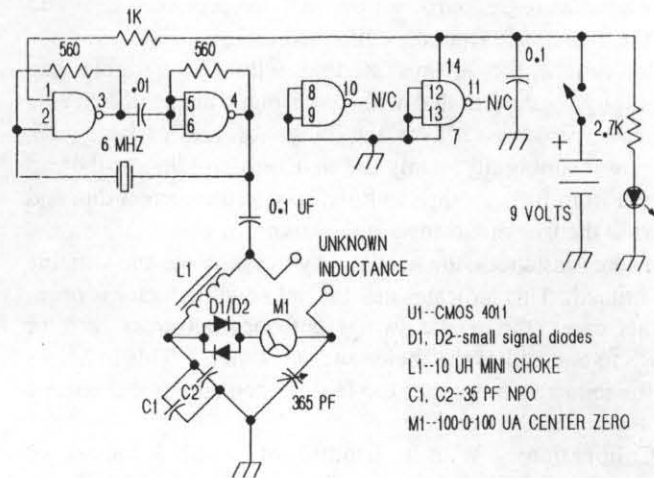 1K
560
560
.01
1
2
3
5
6
4
8
9
10
N/C
14
12
13
11
N/C
7
0.1
2.7K
+
9 VOLTS
6 MHZ
0.1 UF
UNKNOWN
INDUCTANCE
L1
D1/D2
M1
C1
C2
365 PF
U1--CMOS 4011
D1, D2--small signal diodes
L1--10 UH MINI CHOKE
C1, C2--35 PF NPO
M1--100-0-100 UA CENTER ZERO